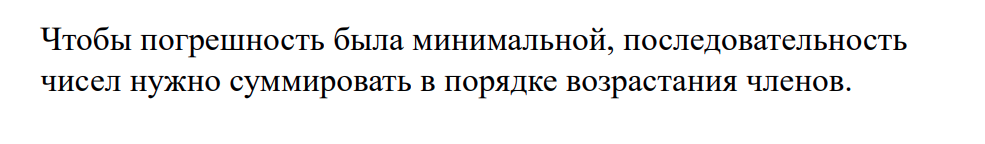 Чтобы погрешность была минимальной, последовательность
чисел нужно суммировать в порядке возрастания членов.